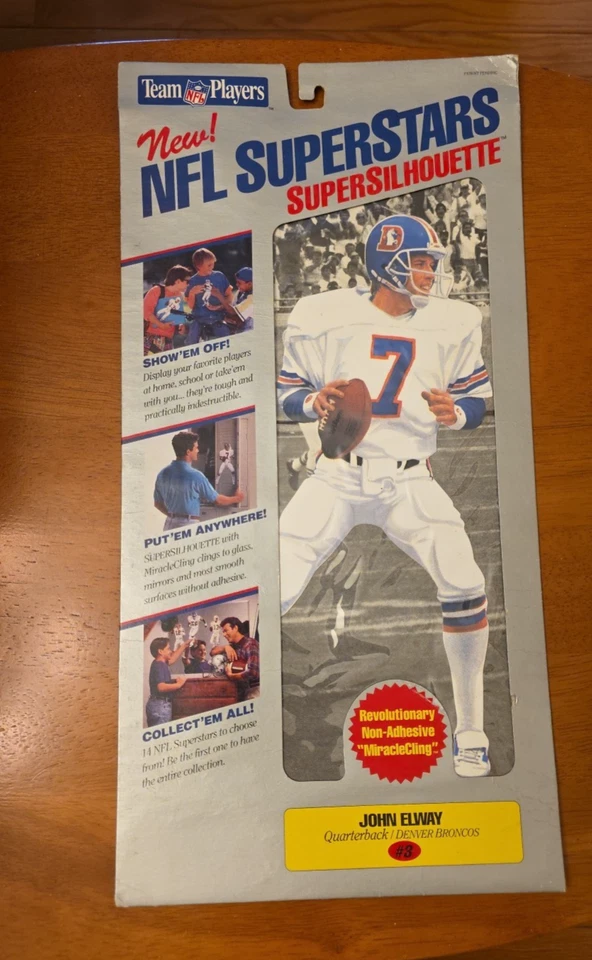 Team NFL Players
New!
NFL SUPERSTARS
SUPERSILHOUETTE™
SHOW'EM OFF!
Display your favorite players
at home, school or take'em
with you... they're tough and
practically indestructible.
PUT'EM ANYWHERE!
SUPERSILHOUETTE with
MiracleCling clings to glass,
mirrors and most smooth
surfaces without adhesive.
COLLECT'EM ALL!
14 NFL Superstars to choose
from! Be the first one to have
the entire collection.
D
7
Revolutionary
Non-Adhesive
"MiracleCling"
JOHN ELWAY
Quarterback / DENVER BRONCOS
#3